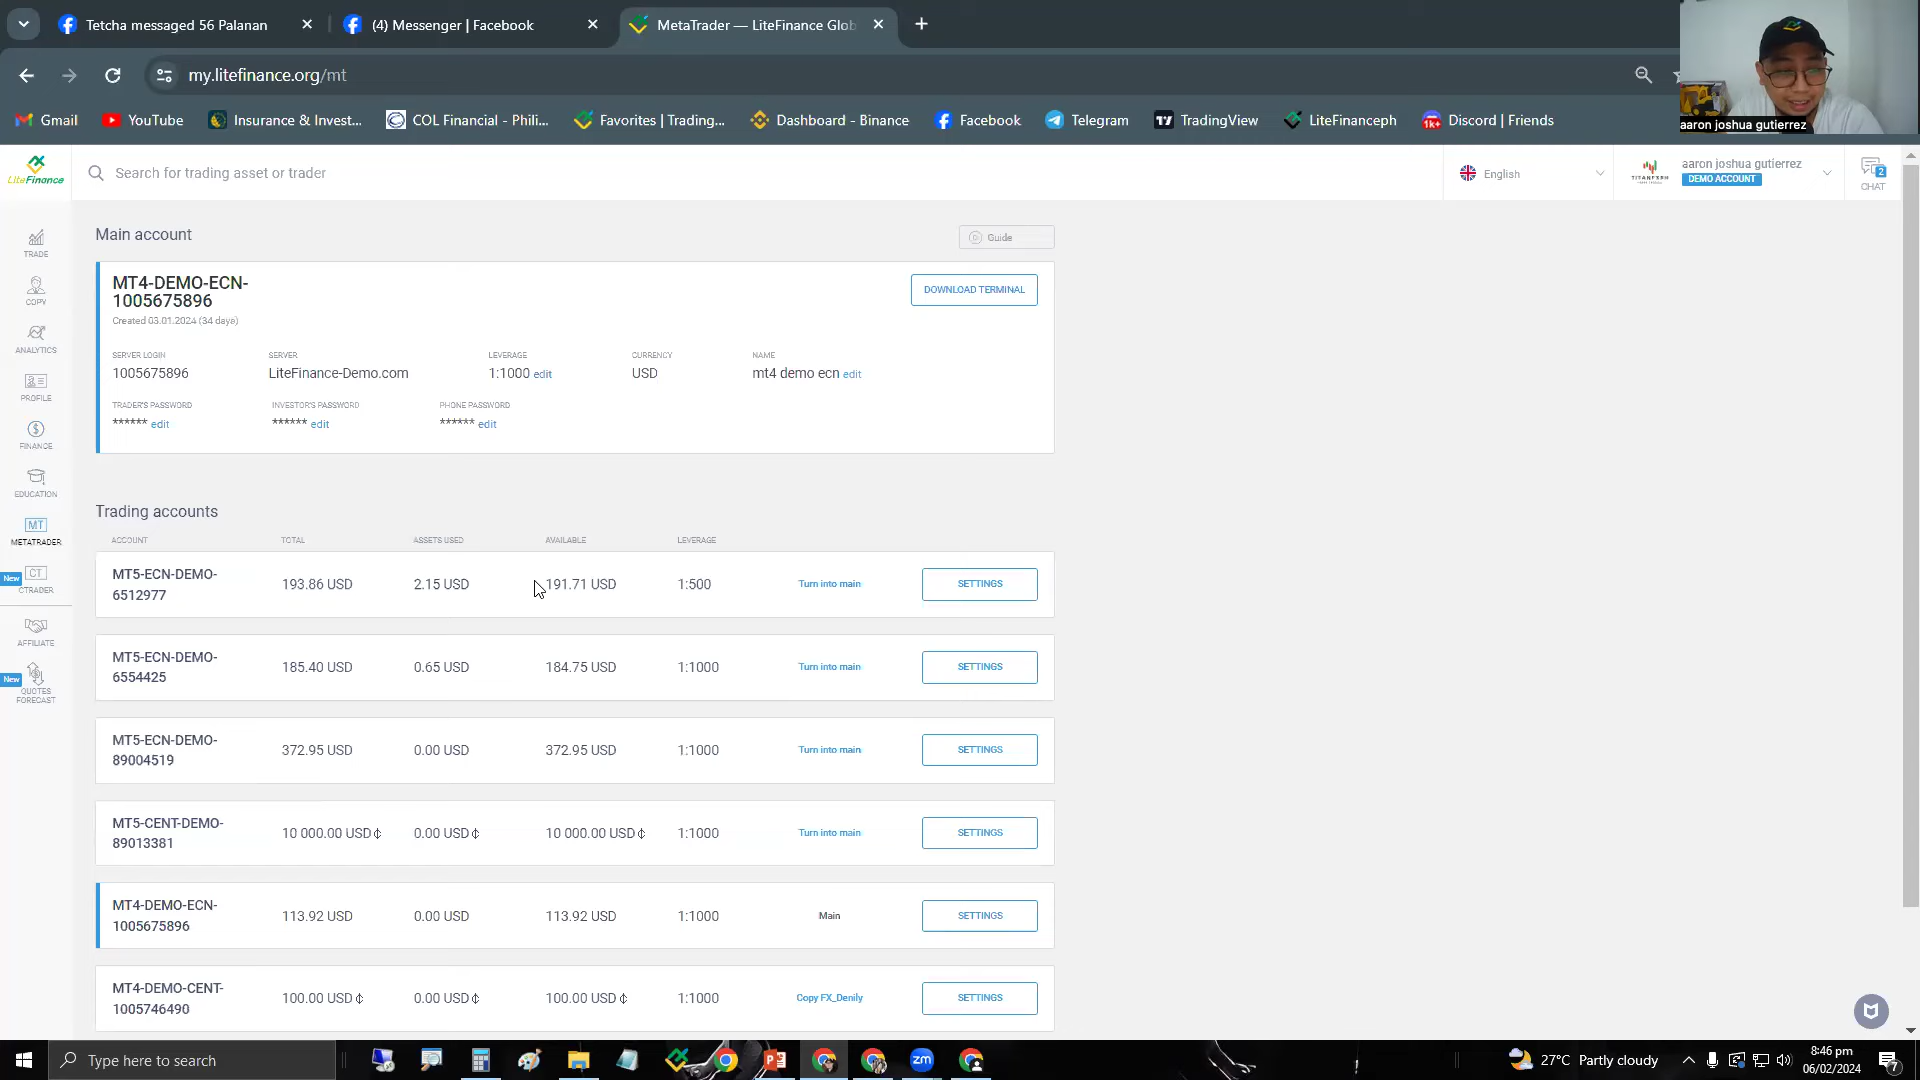 Tetcha messaged 56 Palanan
(4) Messenger | Facebook
MetaTrader — LiteFinance Glob
my.litefinance.org/mt
Gmail
YouTube
Insurance & Invest...
COL Financial - Phili...
Favorites | Trading...
Dashboard - Binance
Facebook
Telegram
TradingView
LiteFinanceph
Discord | Friends
aaron joshua gutierrez
LiteFinance
Search for trading asset or trader
English
aaron joshua gutierrez
DEMO ACCOUNT
2
CHAT
TRADE
COPY
ANALYTICS
PROFILE
FINANCE
EDUCATION
MT
METATRADER
New
CT
CTRADER
AFFILIATE
New
QUOTES
FORECAST
Main account
Guide
MT4-DEMO-ECN-
1005675896
Created 03.01.2024 (34 days)
DOWNLOAD TERMINAL
SERVER LOGIN SERVER LEVERAGE CURRENCY NAME
1005675896 LiteFinance-Demo.com 1:1000 edit USD mt4 demo ecn edit
TRADER'S PASSWORD INVESTOR'S PASSWORD PHONE PASSWORD
****** edit ****** edit ****** edit
Trading accounts
ACCOUNT TOTAL ASSETS USED AVAILABLE LEVERAGE
MT5-ECN-DEMO-
6512977
193.86 USD 2.15 USD 191.71 USD 1:500 Turn into main SETTINGS
MT5-ECN-DEMO-
6554425
185.40 USD 0.65 USD 184.75 USD 1:1000 Turn into main SETTINGS
MT5-ECN-DEMO-
89004519
372.95 USD 0.00 USD 372.95 USD 1:1000 Turn into main SETTINGS
MT5-CENT-DEMO-
89013381
10 000.00 USD ¢ 0.00 USD ¢ 10 000.00 USD ¢ 1:1000 Turn into main SETTINGS
MT4-DEMO-ECN-
1005675896
113.92 USD 0.00 USD 113.92 USD 1:1000 Main SETTINGS
MT4-DEMO-CENT-
1005746490
100.00 USD ¢ 0.00 USD ¢ 100.00 USD ¢ 1:1000 Copy FX_Denily SETTINGS
Type here to search
zm
27°C Partly cloudy
8:46 pm
06/02/2024
7